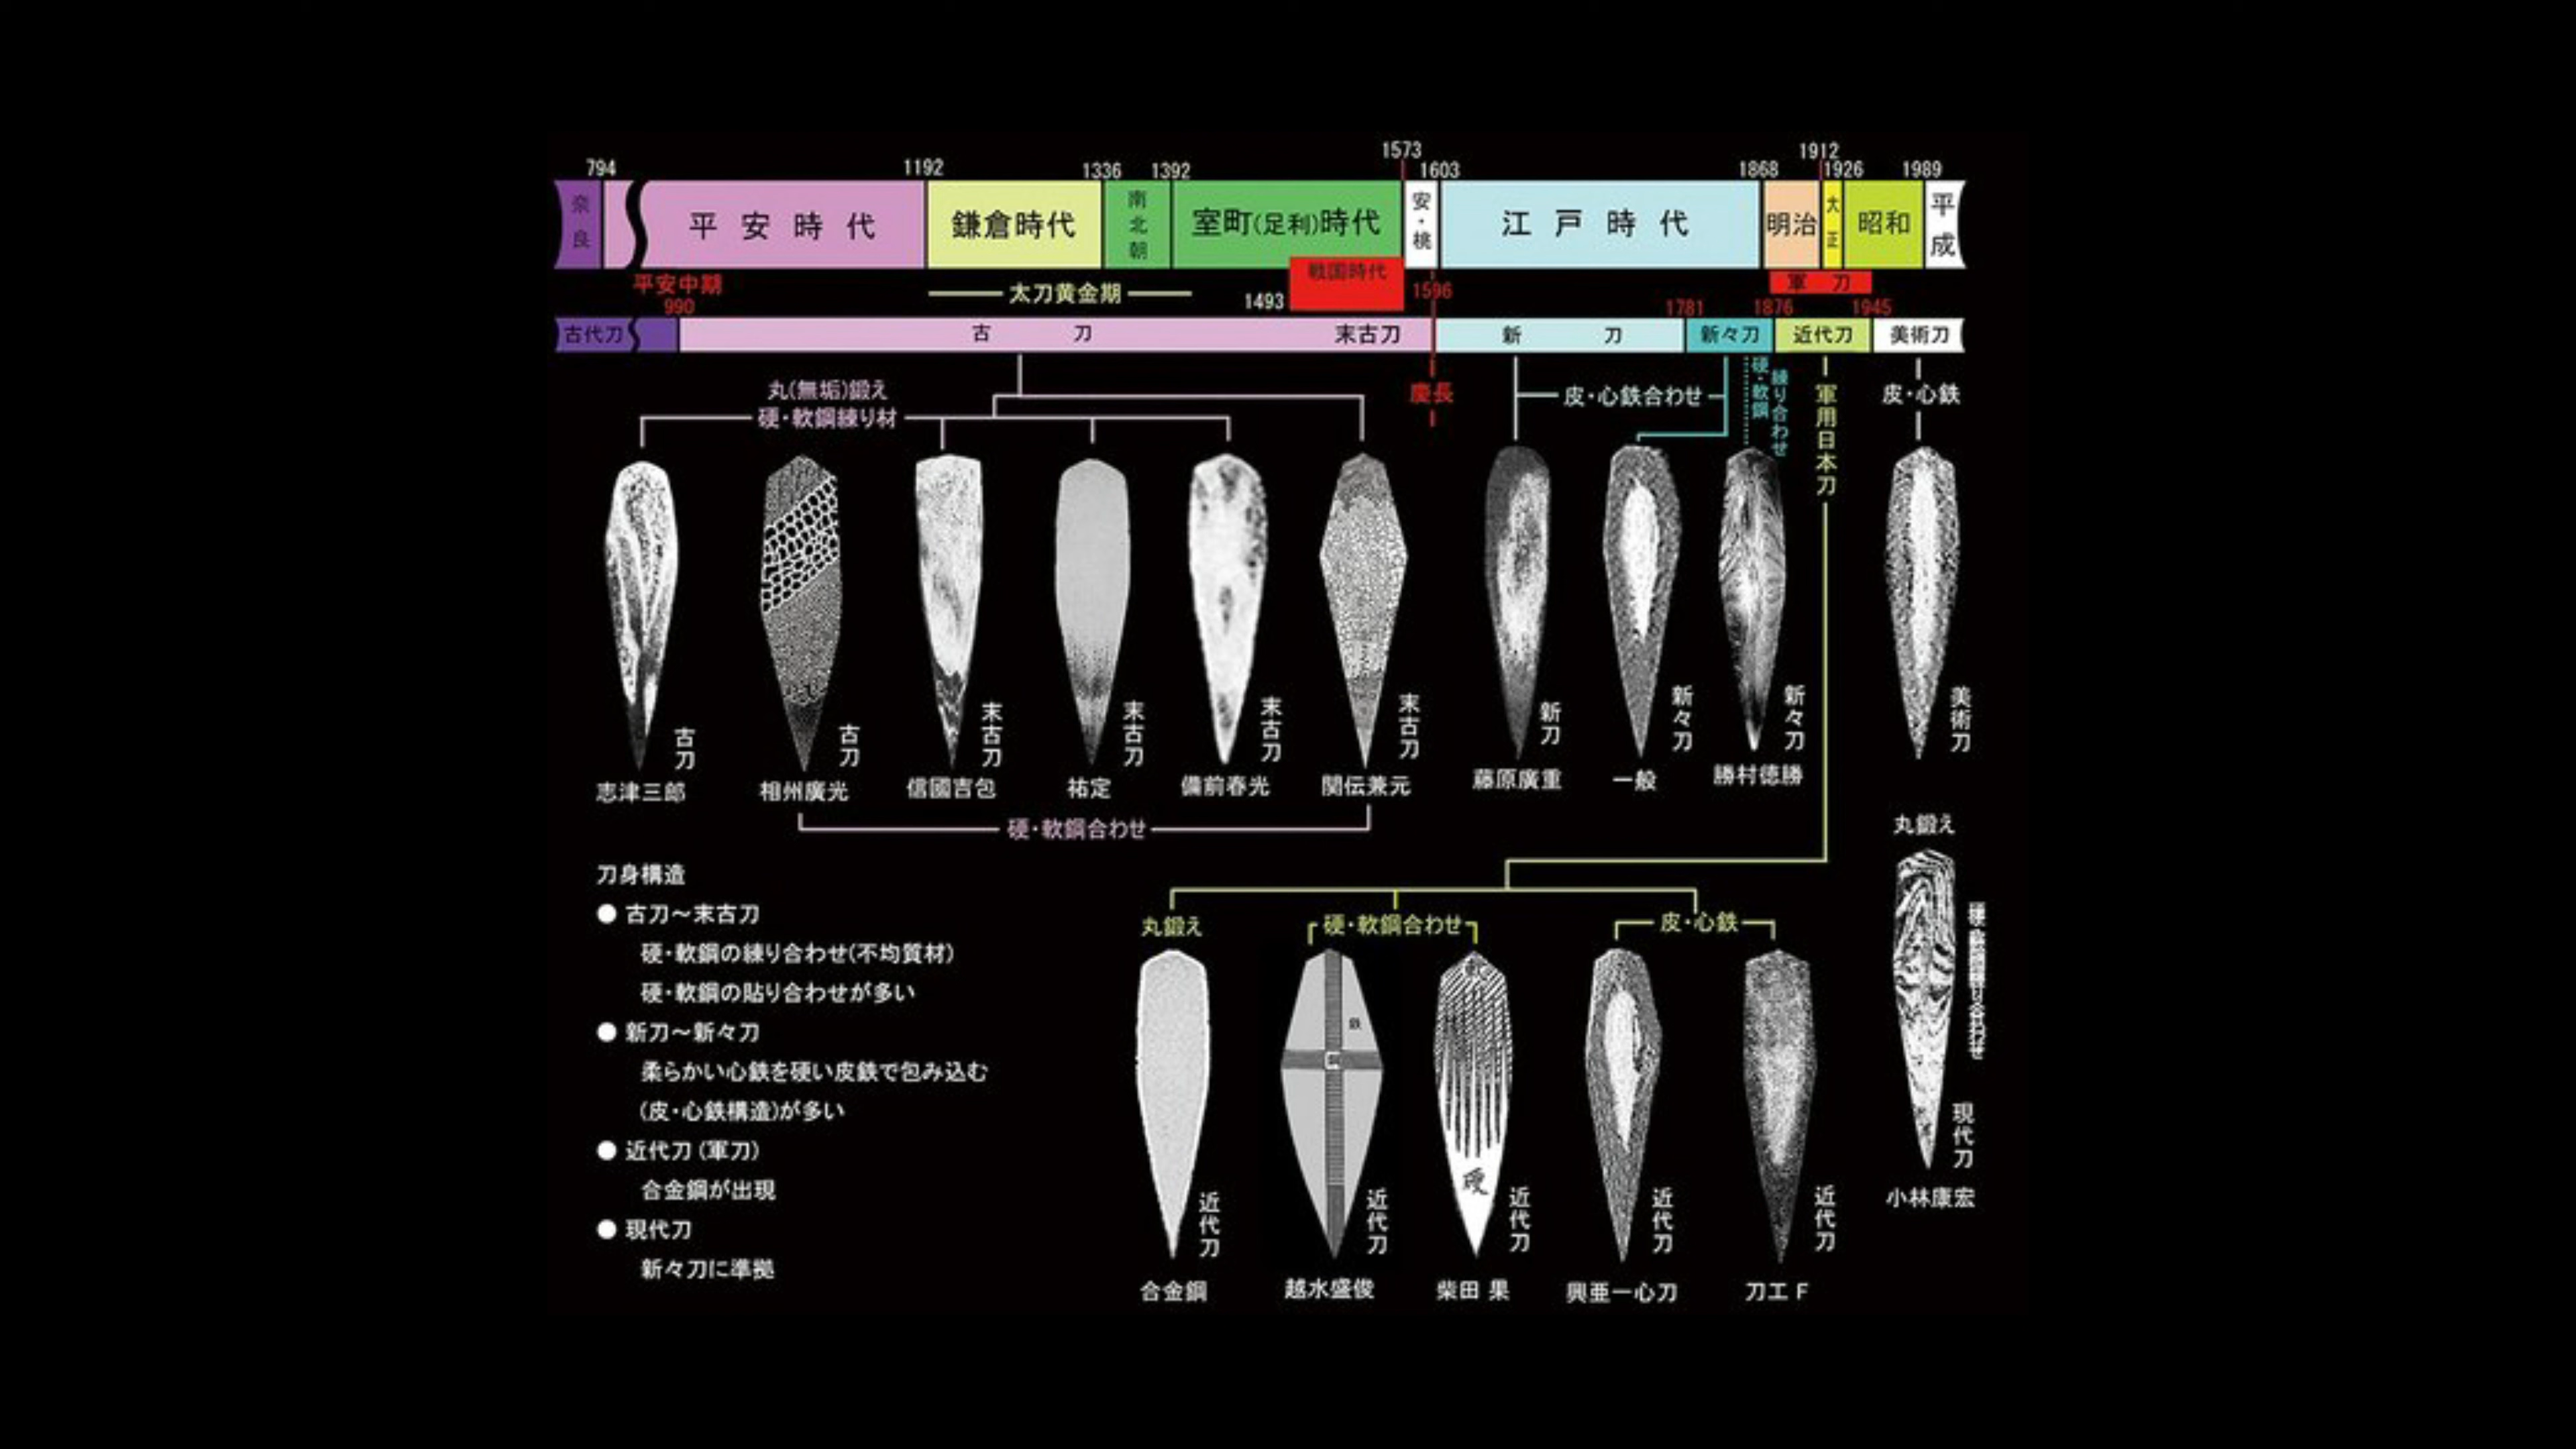 1573
1912
794
1192
1336
1392
1603
1868
1926
1989
奈良
平安時代
鎌倉時代
南北朝
室町(足利)時代
安・桃
江戸時代
明治
大正
昭和
平成
戦国時代
軍刀
平安中期
990
太刀黄金期
1493
1596
1781
1876
1945
古代刀
古刀
末古刀
新刀
新々刀
近代刀
美術刀
丸(無垢)鍛え
硬・軟鋼練り材
慶長
皮・心鉄合わせ
硬・軟鋼
練り合わせ
軍用日本刀
皮・心鉄
古刀
志津三郎
古刀
相州廣光
末古刀
信國吉包
末古刀
祐定
末古刀
備前春光
末古刀
関伝兼元
新刀
藤原廣重
新々刀
一般
新々刀
勝村徳勝
美術刀
硬・軟鋼合わせ
丸鍛え
現代刀
小林康宏
刀身構造
● 古刀～末古刀
硬・軟鋼の練り合わせ(不均質材)
硬・軟鋼の貼り合わせが多い
● 新刀～新々刀
柔らかい心鉄を硬い皮鉄で包み込む
(皮・心鉄構造)が多い
● 近代刀 (軍刀)
合金鋼が出現
● 現代刀
新々刀に準拠
丸鍛え
硬・軟鋼合わせ
皮・心鉄
近代刀
合金鋼
鉄
近代刀
越水盛俊
硬
近代刀
柴田 果
近代刀
興亜一心刀
近代刀
刀工 F